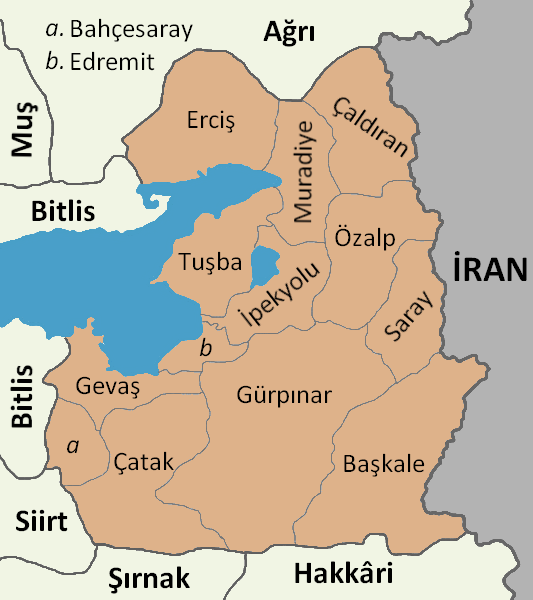 a. Bahçesaray
b. Edremit
Ağrı
Muş
Erciş
Çaldıran
Muradiye
Bitlis
Özalp
Tuşba
İRAN
İpekyolu
Saray
b
Bitlis
Gevaş
Gürpınar
a
Çatak
Başkale
Siirt
Şırnak
Hakkâri